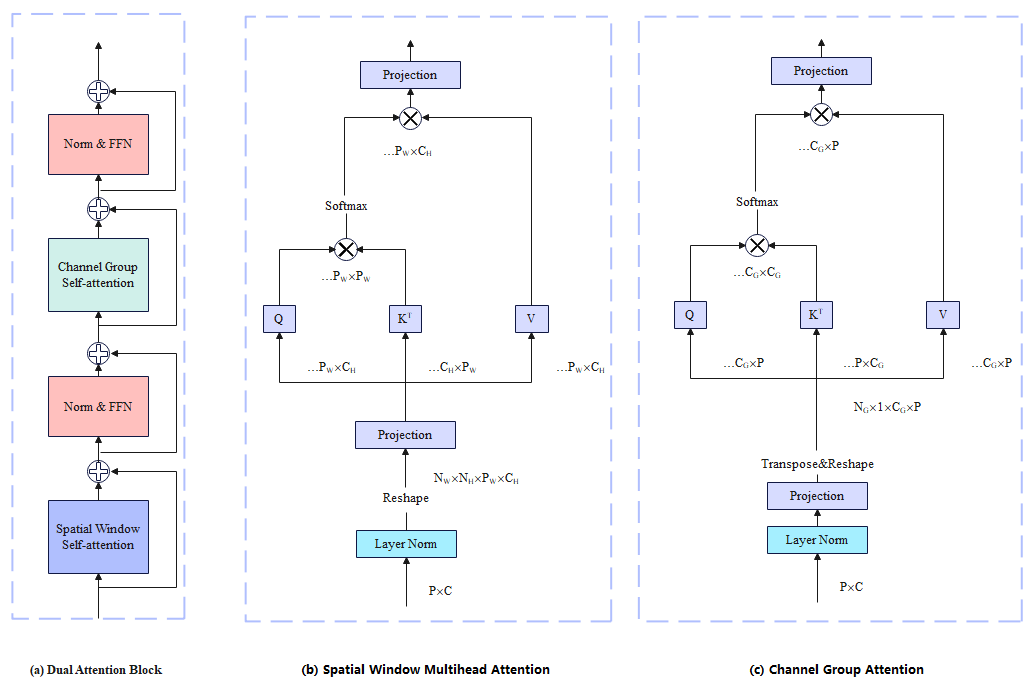 Norm & FFN
Channel Group
Self-attention
Norm & FFN
Spatial Window
Self-attention
(a) Dual Attention Block
Projection
…P_W×C_H
Softmax
…P_W×P_W
Q
K^T
V
…P_W×C_H
…C_H×P_W
…P_W×C_H
Projection
N_W×N_H×P_W×C_H
Reshape
Layer Norm
P×C
(b) Spatial Window Multihead Attention
Projection
…C_G×P
Softmax
…C_G×C_G
Q
K^T
V
…C_G×P
…P×C_G
…C_G×P
N_G×1×C_G×P
Transpose&Reshape
Projection
Layer Norm
P×C
(c) Channel Group Attention